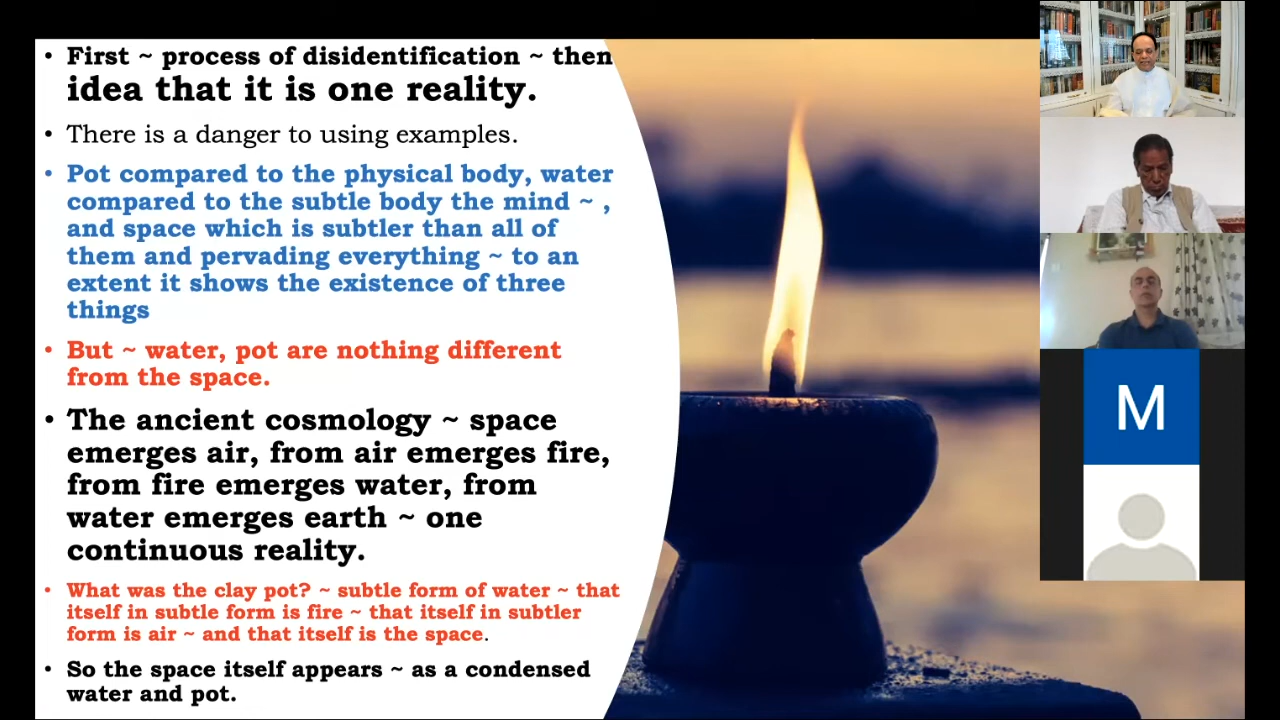 • First ~ process of disidentification ~ then
idea that it is one reality.
• There is a danger to using examples.
• Pot compared to the physical body, water
compared to the subtle body the mind ~ ,
and space which is subtler than all of
them and pervading everything ~ to an
extent it shows the existence of three
things
• But ~ water, pot are nothing different
from the space.
• The ancient cosmology ~ space
emerges air, from air emerges fire,
from fire emerges water, from
water emerges earth ~ one
continuous reality.
• What was the clay pot? ~ subtle form of water ~ that
itself in subtle form is fire ~ that itself in subtler
form is air ~ and that itself is the space.
• So the space itself appears ~ as a condensed
water and pot.
M